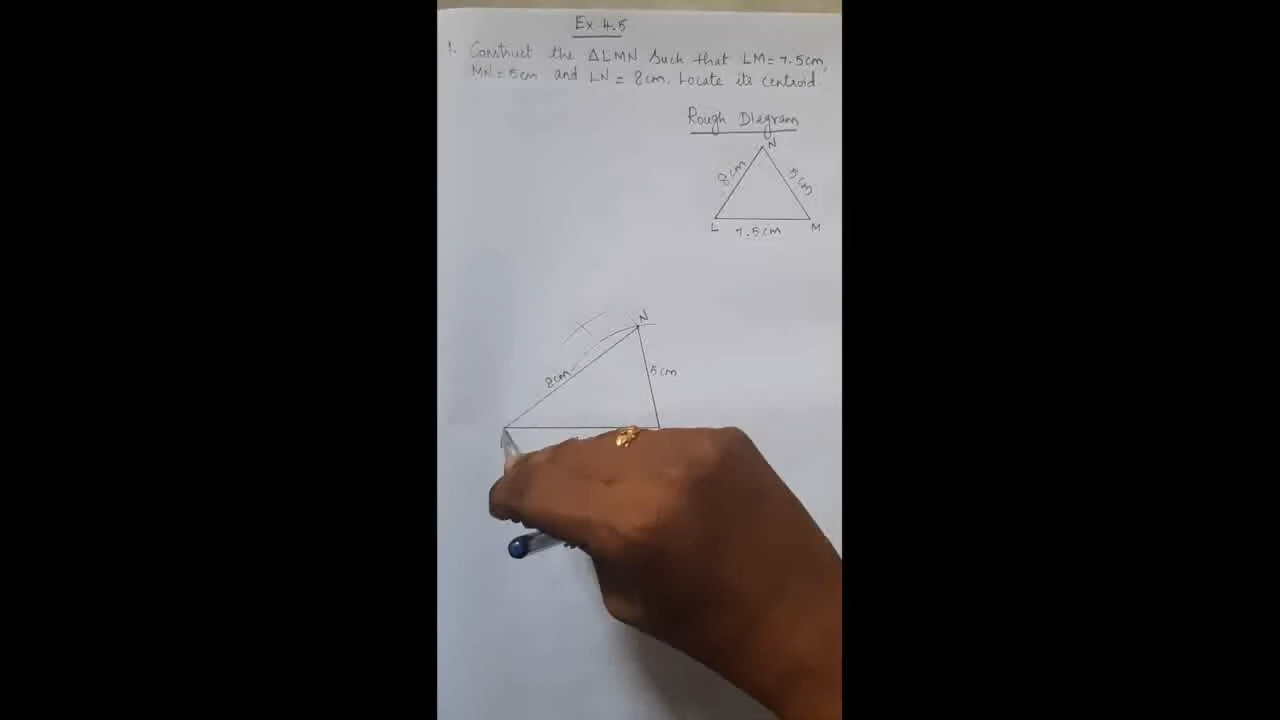 Ex 4.5
1. Construct the ΔLMN such that LM = 7.5cm,
MN = 5cm and LN = 8cm. Locate its centroid.
Rough Diagram
N
8cm
5cm
L
M
7.5cm
N
8cm
5cm